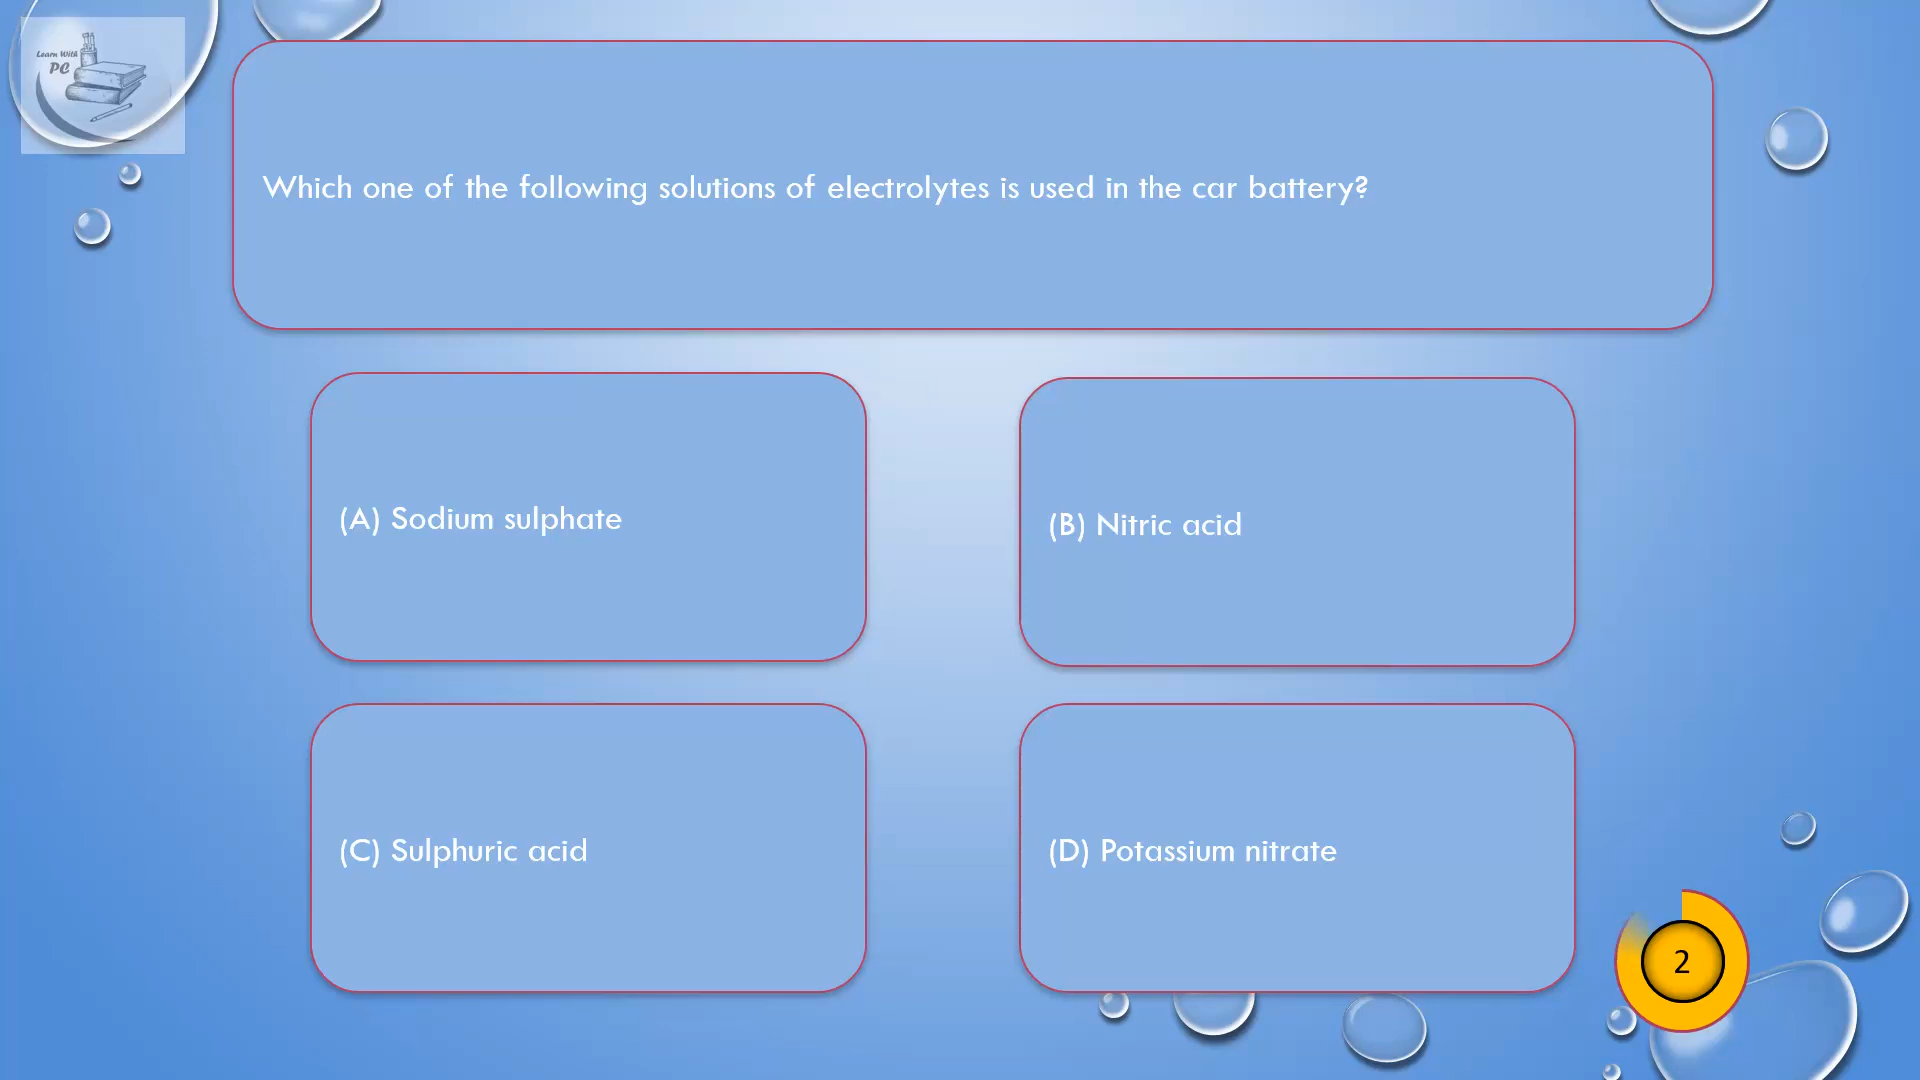 Learn With
PC
Which one of the following solutions of electrolytes is used in the car battery?
(A) Sodium sulphate
(B) Nitric acid
(C) Sulphuric acid
(D) Potassium nitrate
2